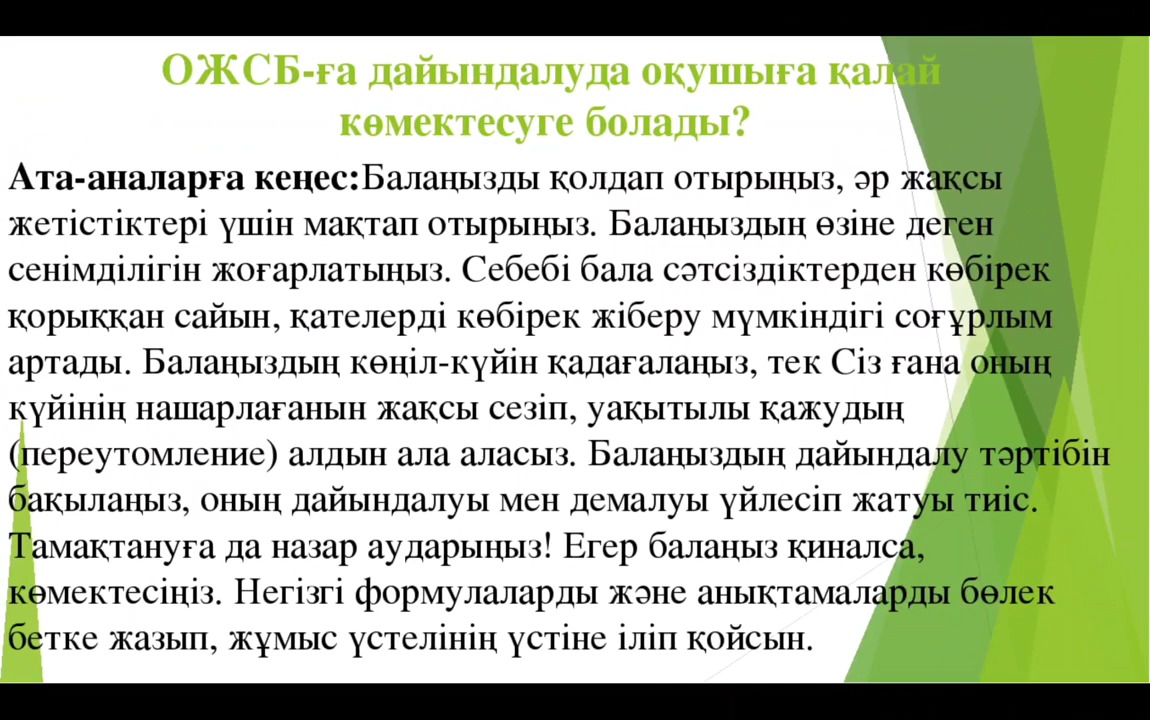 ОЖСБ-ға дайындалуда оқушыға қалай
көмектесуге болады?
Ата-аналарға кеңес:Балаңызды қолдап отырыңыз, әр жақсы
жетістіктері үшін мақтап отырыңыз. Балаңыздың өзіне деген
сенімділігін жоғарлатыңыз. Себебі бала сәтсіздіктерден көбірек
қорыққан сайын, қателерді көбірек жіберу мүмкіндігі соғұрлым
артады. Балаңыздың көңіл-күйін қадағалаңыз, тек Сіз ғана оның
күйінің нашарлағанын жақсы сезіп, уақытылы қажудың
(переутомление) алдын ала аласыз. Балаңыздың дайындалу тәртібін
бақылаңыз, оның дайындалуы мен демалуы үйлесіп жатуы тиіс.
Тамақтануға да назар аударыңыз! Егер балаңыз қиналса,
көмектесіңіз. Негізгі формулаларды және анықтамаларды бөлек
бетке жазып, жұмыс үстелінің үстіне іліп қойсын.